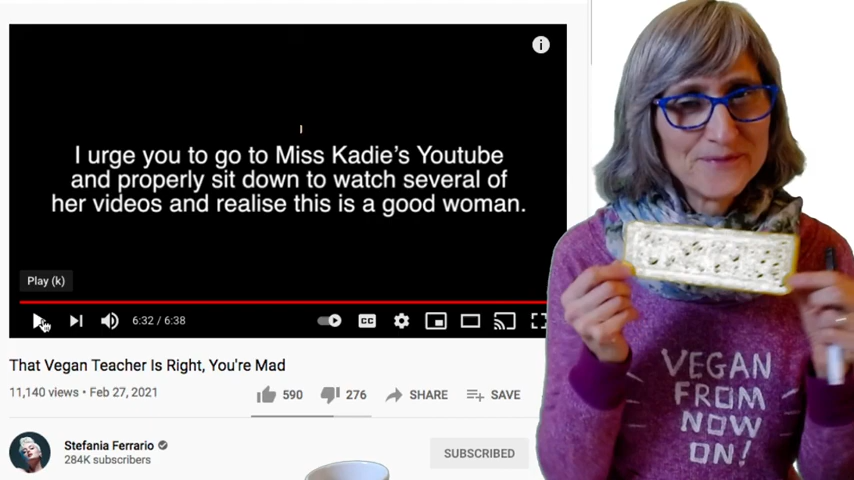 i
I urge you to go to Miss Kadie's Youtube
and properly sit down to watch several of
her videos and realise this is a good woman.
Play (k)
6:32 / 6:38
CC
That Vegan Teacher Is Right, You're Mad
11,140 views • Feb 27, 2021
590
276
SHARE
SAVE
Stefania Ferrario
284K subscribers
SUBSCRIBED
VEGAN
FROM
NOW
ON!